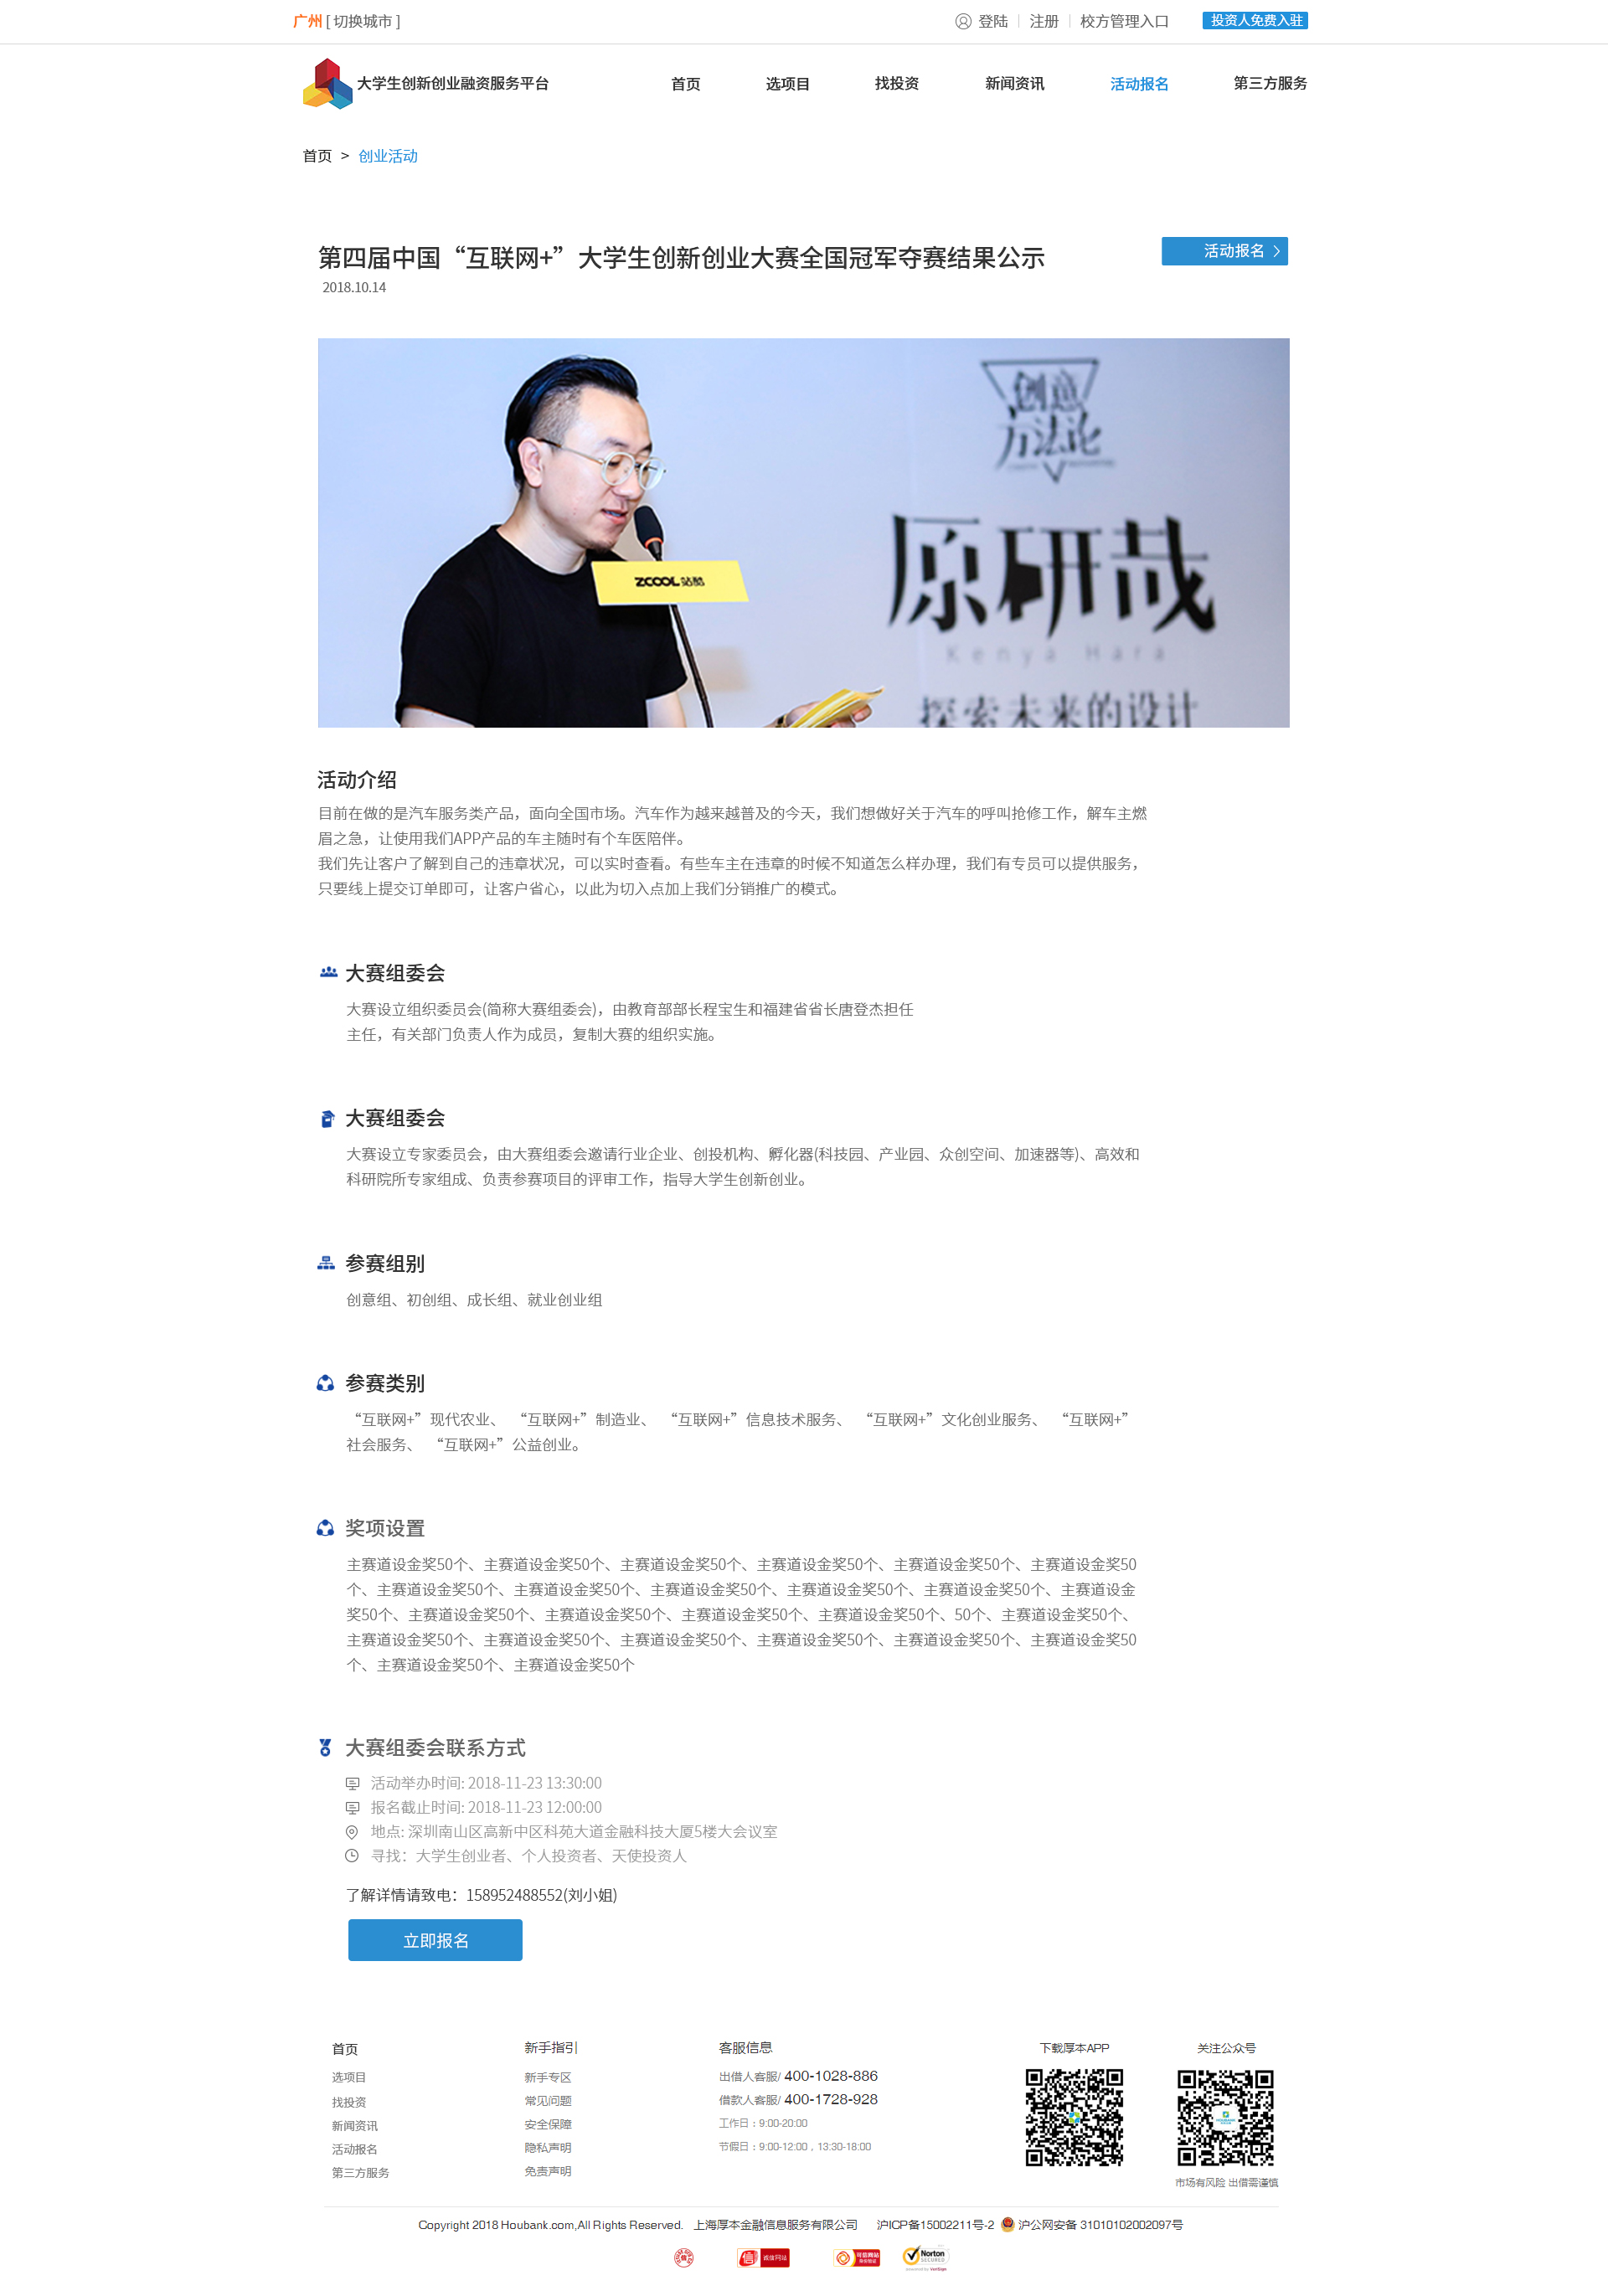 广州 [ 切换城市 ]
登陆 | 注册 | 校方管理入口
投资人免费入驻
大学生创新创业融资服务平台
首页 选项目 找投资 新闻资讯 活动报名 第三方服务
首页 > 创业活动
第四届中国“互联网+”大学生创新创业大赛全国冠军夺赛结果公示
活动报名 >
2018.10.14
创意
方法论
ZCOOL 站酷
原研哉
Kenya Hara
探索未来的设计
活动介绍
目前在做的是汽车服务类产品，面向全国市场。汽车作为越来越普及的今天，我们想做好关于汽车的呼叫抢修工作，解车主燃
眉之急，让使用我们APP产品的车主随时有个车医陪伴。
我们先让客户了解到自己的违章状况，可以实时查看。有些车主在违章的时候不知道怎么样办理，我们有专员可以提供服务，
只要线上提交订单即可，让客户省心，以此为切入点加上我们分销推广的模式。
大赛组委会
大赛设立组织委员会(简称大赛组委会)，由教育部部长程宝生和福建省省长唐登杰担任
主任，有关部门负责人作为成员，复制大赛的组织实施。
大赛组委会
大赛设立专家委员会，由大赛组委会邀请行业企业、创投机构、孵化器(科技园、产业园、众创空间、加速器等)、高效和
科研院所专家组成、负责参赛项目的评审工作，指导大学生创新创业。
参赛组别
创意组、初创组、成长组、就业创业组
参赛类别
“互联网+”现代农业、“互联网+”制造业、“互联网+”信息技术服务、“互联网+”文化创业服务、“互联网+”
社会服务、“互联网+”公益创业。
奖项设置
主赛道设金奖50个、主赛道设金奖50个、主赛道设金奖50个、主赛道设金奖50个、主赛道设金奖50个、主赛道设金奖50
个、主赛道设金奖50个、主赛道设金奖50个、主赛道设金奖50个、主赛道设金奖50个、主赛道设金奖50个、主赛道设金
奖50个、主赛道设金奖50个、主赛道设金奖50个、主赛道设金奖50个、主赛道设金奖50个、50个、主赛道设金奖50个、
主赛道设金奖50个、主赛道设金奖50个、主赛道设金奖50个、主赛道设金奖50个、主赛道设金奖50个、主赛道设金奖50
个、主赛道设金奖50个、主赛道设金奖50个
大赛组委会联系方式
活动举办时间: 2018-11-23 13:30:00
报名截止时间: 2018-11-23 12:00:00
地点: 深圳南山区高新中区科苑大道金融科技大厦5楼大会议室
寻找：大学生创业者、个人投资者、天使投资人
了解详情请致电：158952488552(刘小姐)
立即报名
首页
选项目
找投资
新闻资讯
活动报名
第三方服务
新手指引
新手专区
常见问题
安全保障
隐私声明
免责声明
客服信息
出借人客服/ 400-1028-886
借款人客服/ 400-1728-928
工作日：9:00-20:00
节假日：9:00-12:00，13:30-18:00
下载厚本APP
关注公众号
市场有风险 出借需谨慎
Copyright 2018 Houbank.com,All Rights Reserved. 上海厚本金融信息服务有限公司 沪ICP备15002211号-2 沪公网安备 31010102002097号
信 诚信网站
可信网站
Norton
SECURED